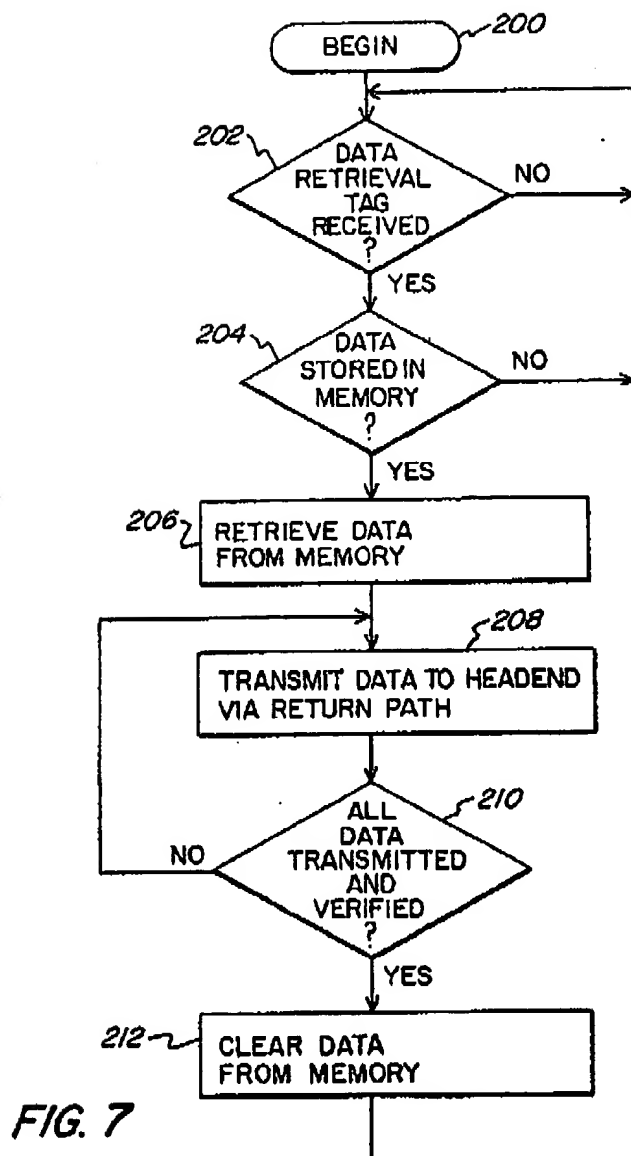 BEGIN
200
202
DATA
RETRIEVAL
TAG
RECEIVED
?
NO
YES
204
DATA
STORED IN
MEMORY
?
NO
YES
206
RETRIEVE DATA
FROM MEMORY
208
TRANSMIT DATA TO HEADEND
VIA RETURN PATH
210
ALL
DATA
TRANSMITTED
AND
VERIFIED
?
NO
YES
212
CLEAR DATA
FROM MEMORY
FIG. 7